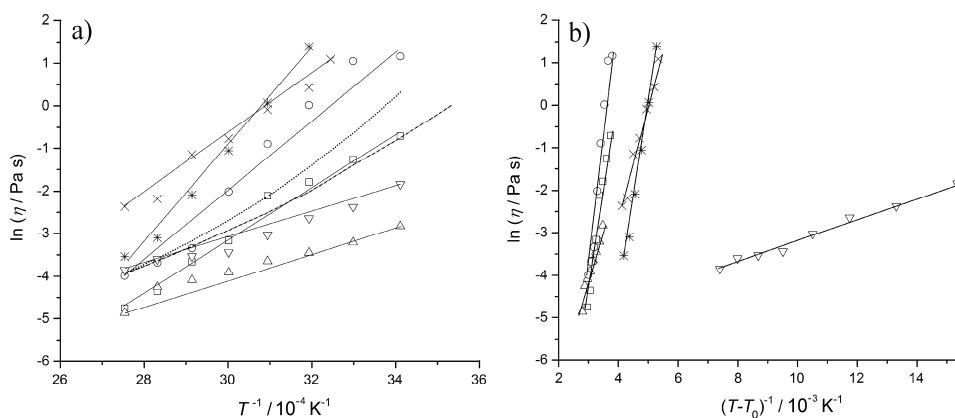 a)
2
1
0
-1
-2
-3
-4
-5
-6
ln (η / Pa s)
26 28 30 32 34 36
T⁻¹ / 10⁻⁴ K⁻¹
b)
2
1
0
-1
-2
-3
-4
-5
-6
ln (η / Pa s)
2 4 6 8 10 12 14
(T-T₀)⁻¹ / 10⁻³ K⁻¹